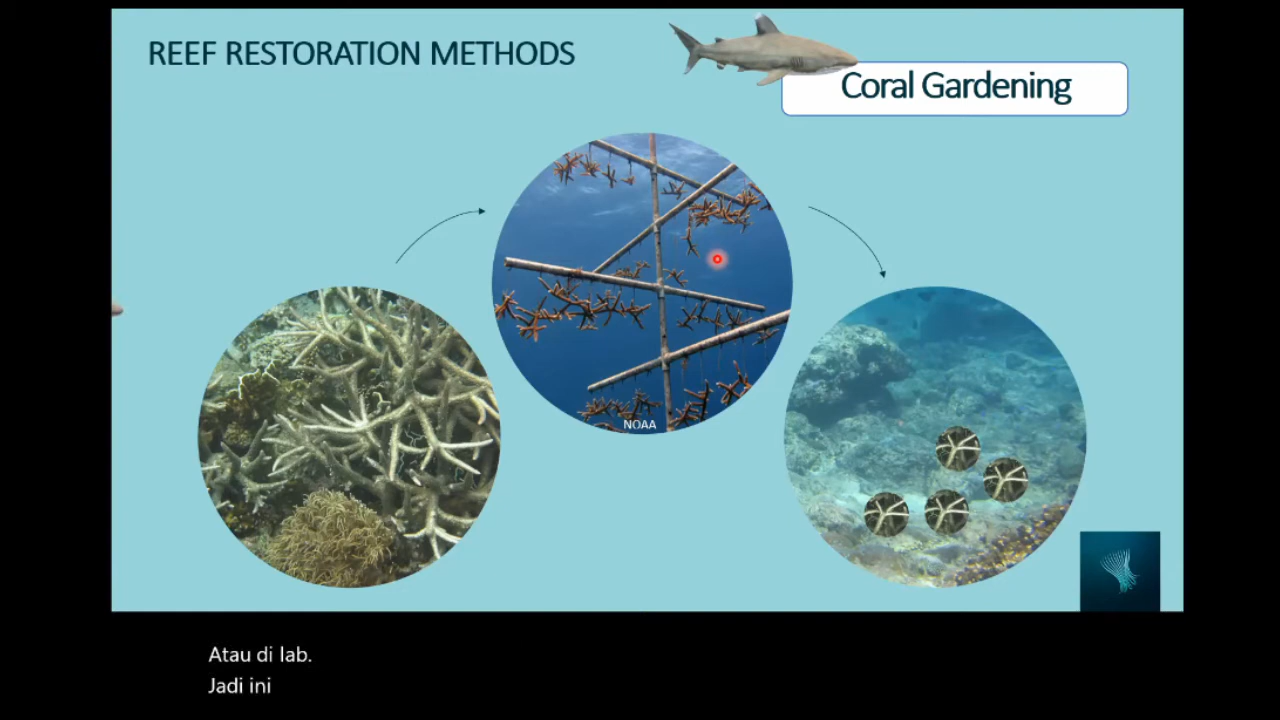 REEF RESTORATION METHODS
Coral Gardening
NOAA
Atau di lab.
Jadi ini